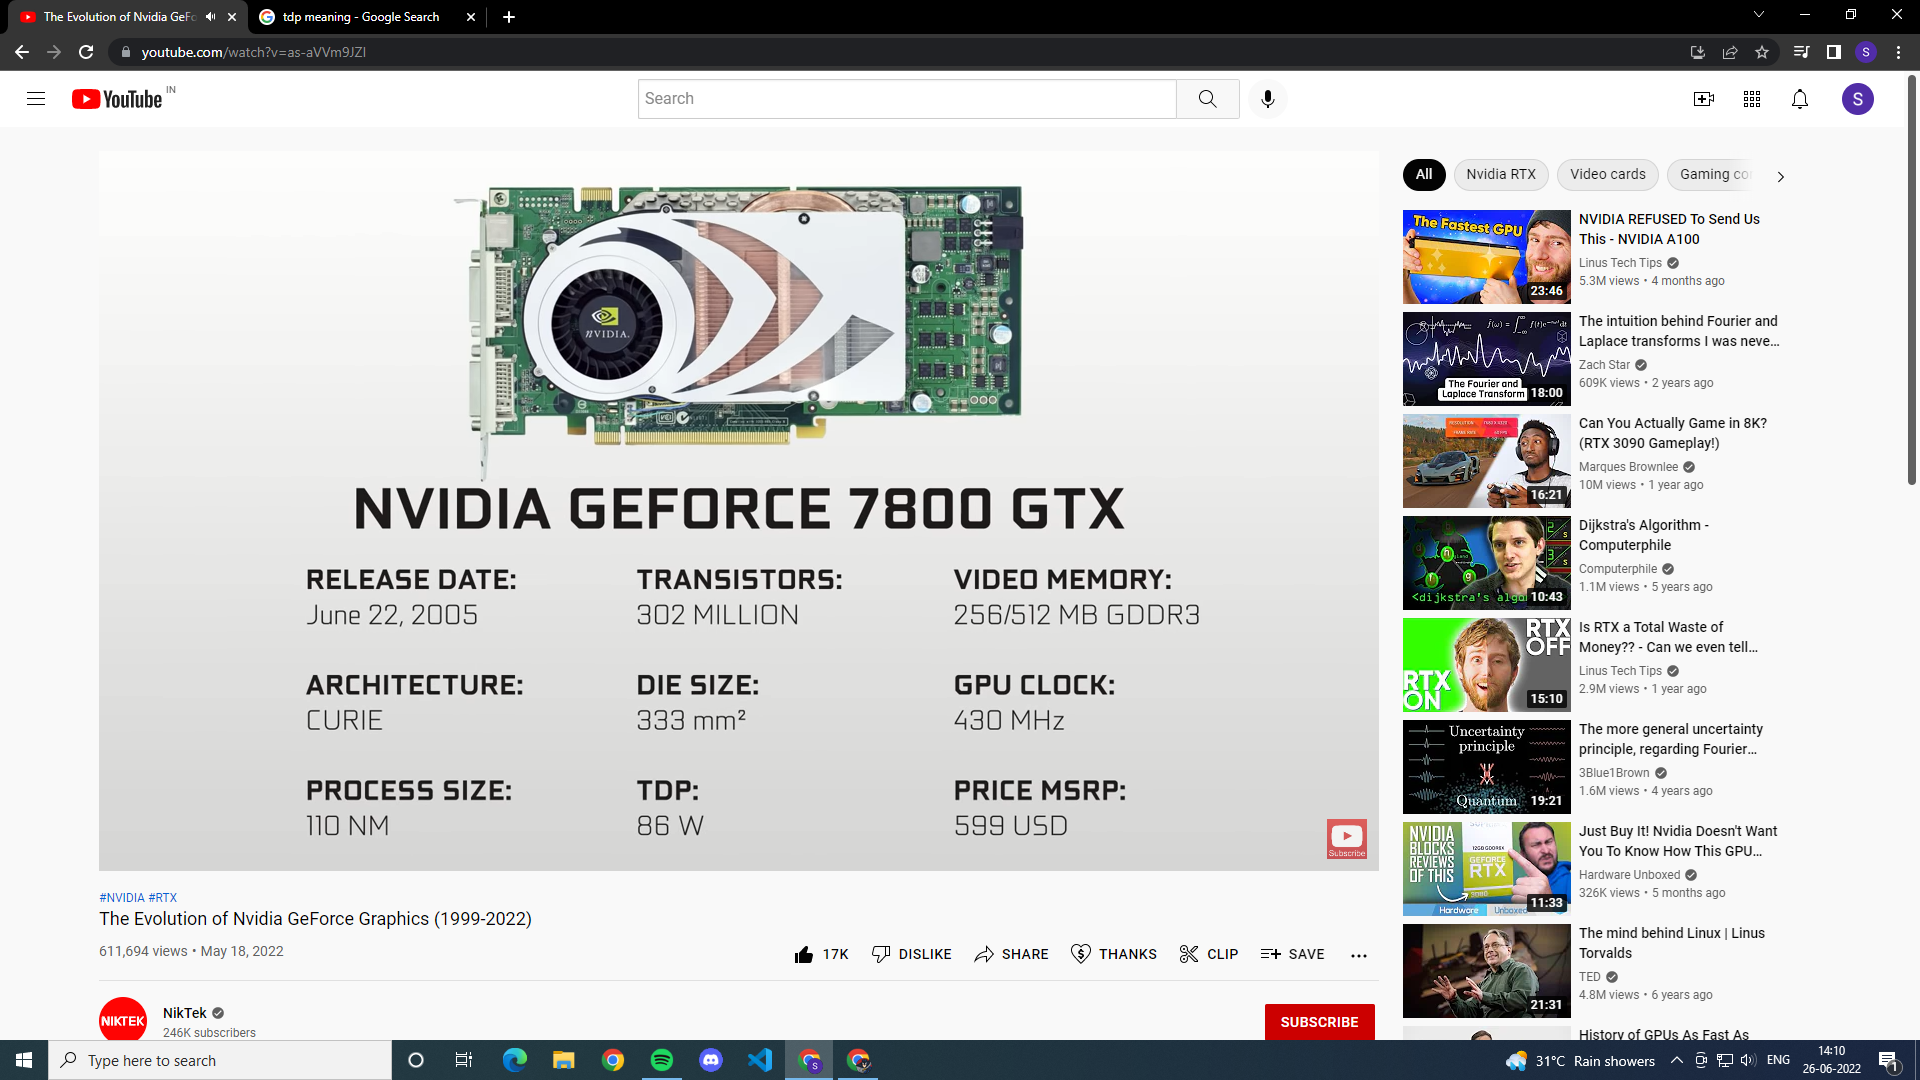 The Evolution of Nvidia GeFo
tdp meaning - Google Search
youtube.com/watch?v=as-aVVm9JZI
S
YouTube IN
Search
S
NVIDIA.
NVIDIA GEFORCE 7800 GTX
RELEASE DATE:
June 22, 2005
TRANSISTORS:
302 MILLION
VIDEO MEMORY:
256/512 MB GDDR3
ARCHITECTURE:
CURIE
DIE SIZE:
333 mm²
GPU CLOCK:
430 MHz
PROCESS SIZE:
110 NM
TDP:
86 W
PRICE MSRP:
599 USD
Subscribe
#NVIDIA #RTX
The Evolution of Nvidia GeForce Graphics (1999-2022)
611,694 views • May 18, 2022
17K DISLIKE SHARE THANKS CLIP SAVE
NIKTEK
NikTek
246K subscribers
SUBSCRIBE
All Nvidia RTX Video cards Gaming co
The Fastest GPU
23:46
NVIDIA REFUSED To Send Us
This - NVIDIA A100
Linus Tech Tips
5.3M views • 4 months ago
The Fourier and
Laplace Transform
18:00
The intuition behind Fourier and
Laplace transforms I was neve...
Zach Star
609K views • 2 years ago
16:21
Can You Actually Game in 8K?
(RTX 3090 Gameplay!)
Marques Brownlee
10M views • 1 year ago
<dijkstra's algo
10:43
Dijkstra's Algorithm -
Computerphile
Computerphile
1.1M views • 5 years ago
RTX
OFF
RTX
ON
15:10
Is RTX a Total Waste of
Money?? - Can we even tell...
Linus Tech Tips
2.9M views • 1 year ago
Uncertainty
principle
Quantum
19:21
The more general uncertainty
principle, regarding Fourier...
3Blue1Brown
1.6M views • 4 years ago
NVIDIA
BLOCKS
REVIEWS
OF THIS
GEFORCE
RTX
Hardware Unboxed
11:33
Just Buy It! Nvidia Doesn't Want
You To Know How This GPU...
Hardware Unboxed
326K views • 5 months ago
21:31
The mind behind Linux | Linus
Torvalds
TED
4.8M views • 6 years ago
History of GPUs As Fast As
Type here to search
31°C Rain showers
ENG
14:10
26-06-2022
1